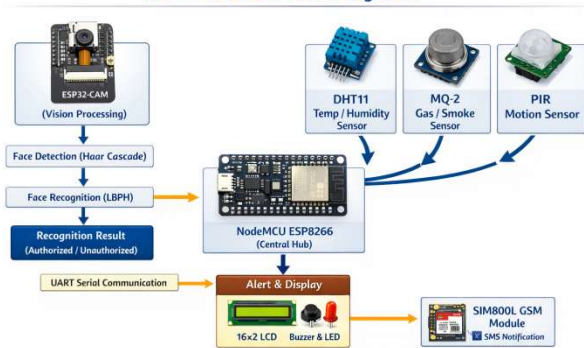 ESP32-CAM
(Vision Processing)
Face Detection (Haar Cascade)
Face Recognition (LBPH)
Recognition Result
(Authorized / Unauthorized)
DHT11
Temp / Humidity
Sensor
MQ-2
Gas / Smoke
Sensor
PIR
Motion Sensor
NodeMCU ESP8266
(Central Hub)
UART Serial Communication
Alert & Display
16×2 LCD
Buzzer & LED
SIM800L GSM
Module
SMS Notification